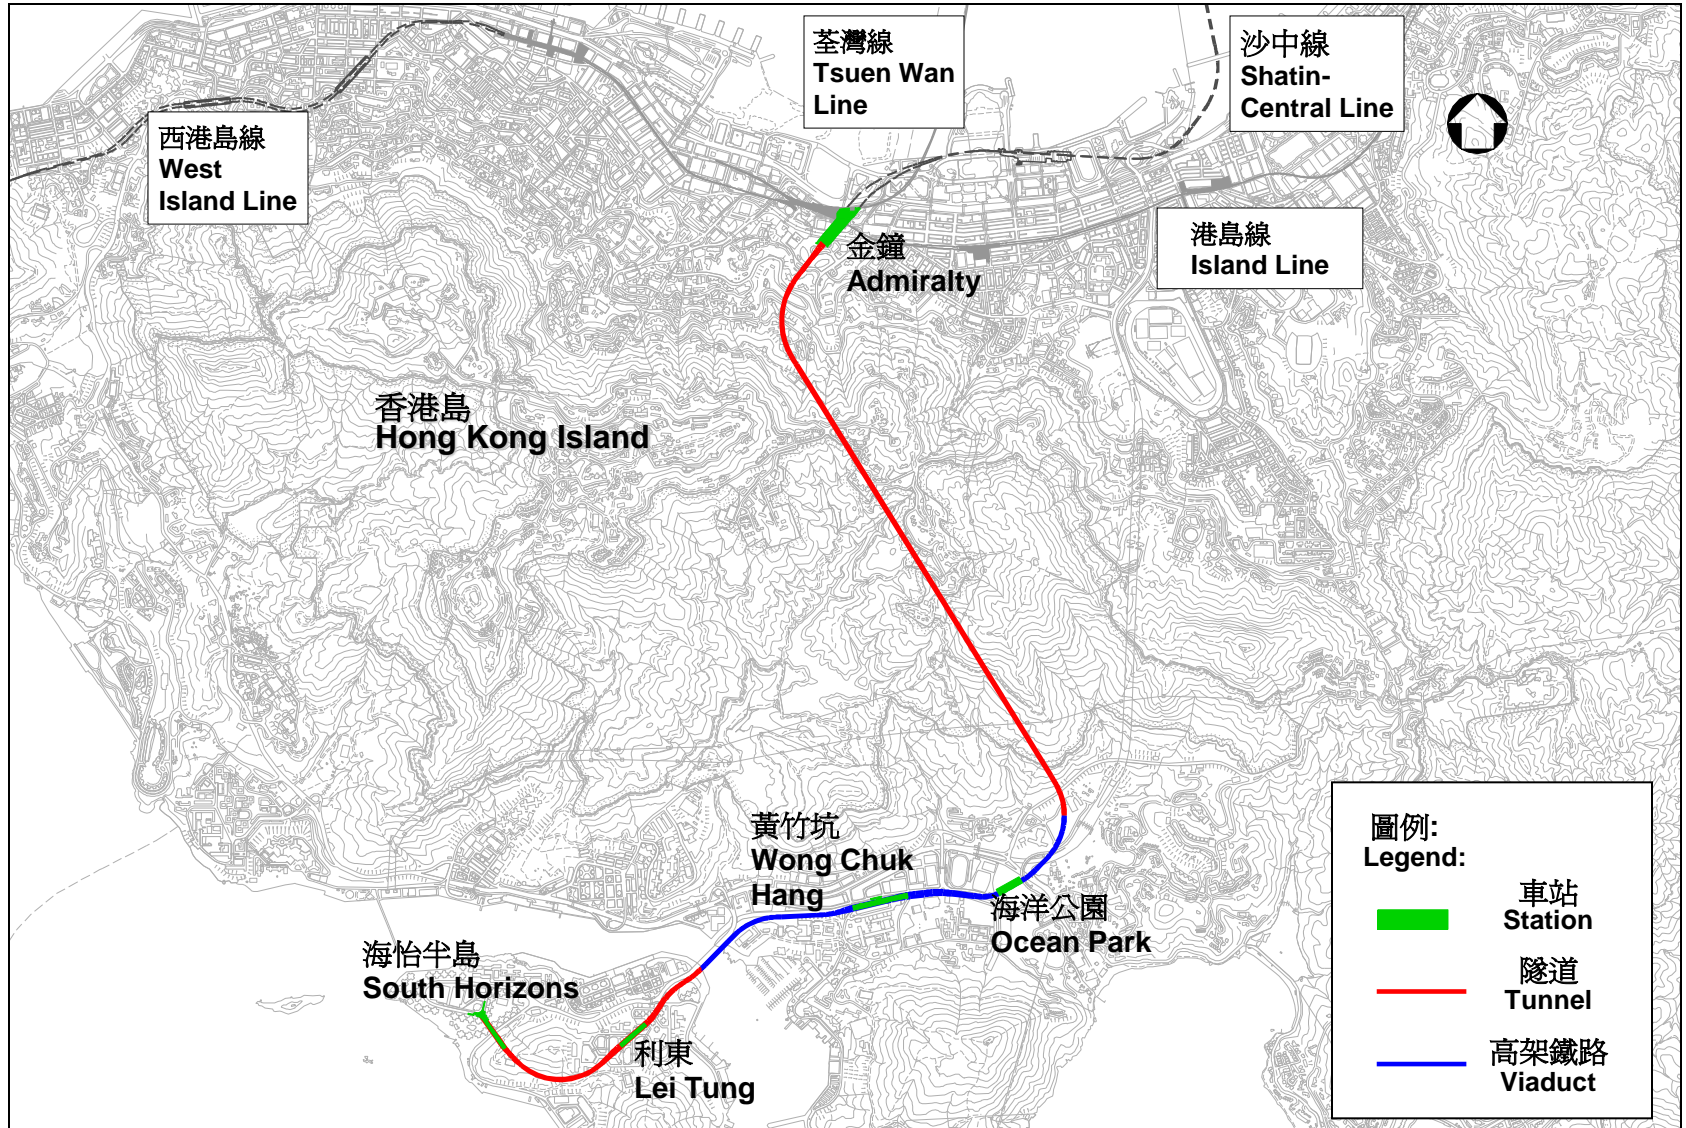 荃灣線
Tsuen Wan
Line
沙中線
Shatin-
Central Line
西港島線
West
Island Line
港島線
Island Line
金鐘
Admiralty
香港島
Hong Kong Island
黃竹坑
Wong Chuk
Hang
海洋公園
Ocean Park
海怡半島
South Horizons
利東
Lei Tung
圖例:
Legend:
車站
Station
隧道
Tunnel
高架鐵路
Viaduct